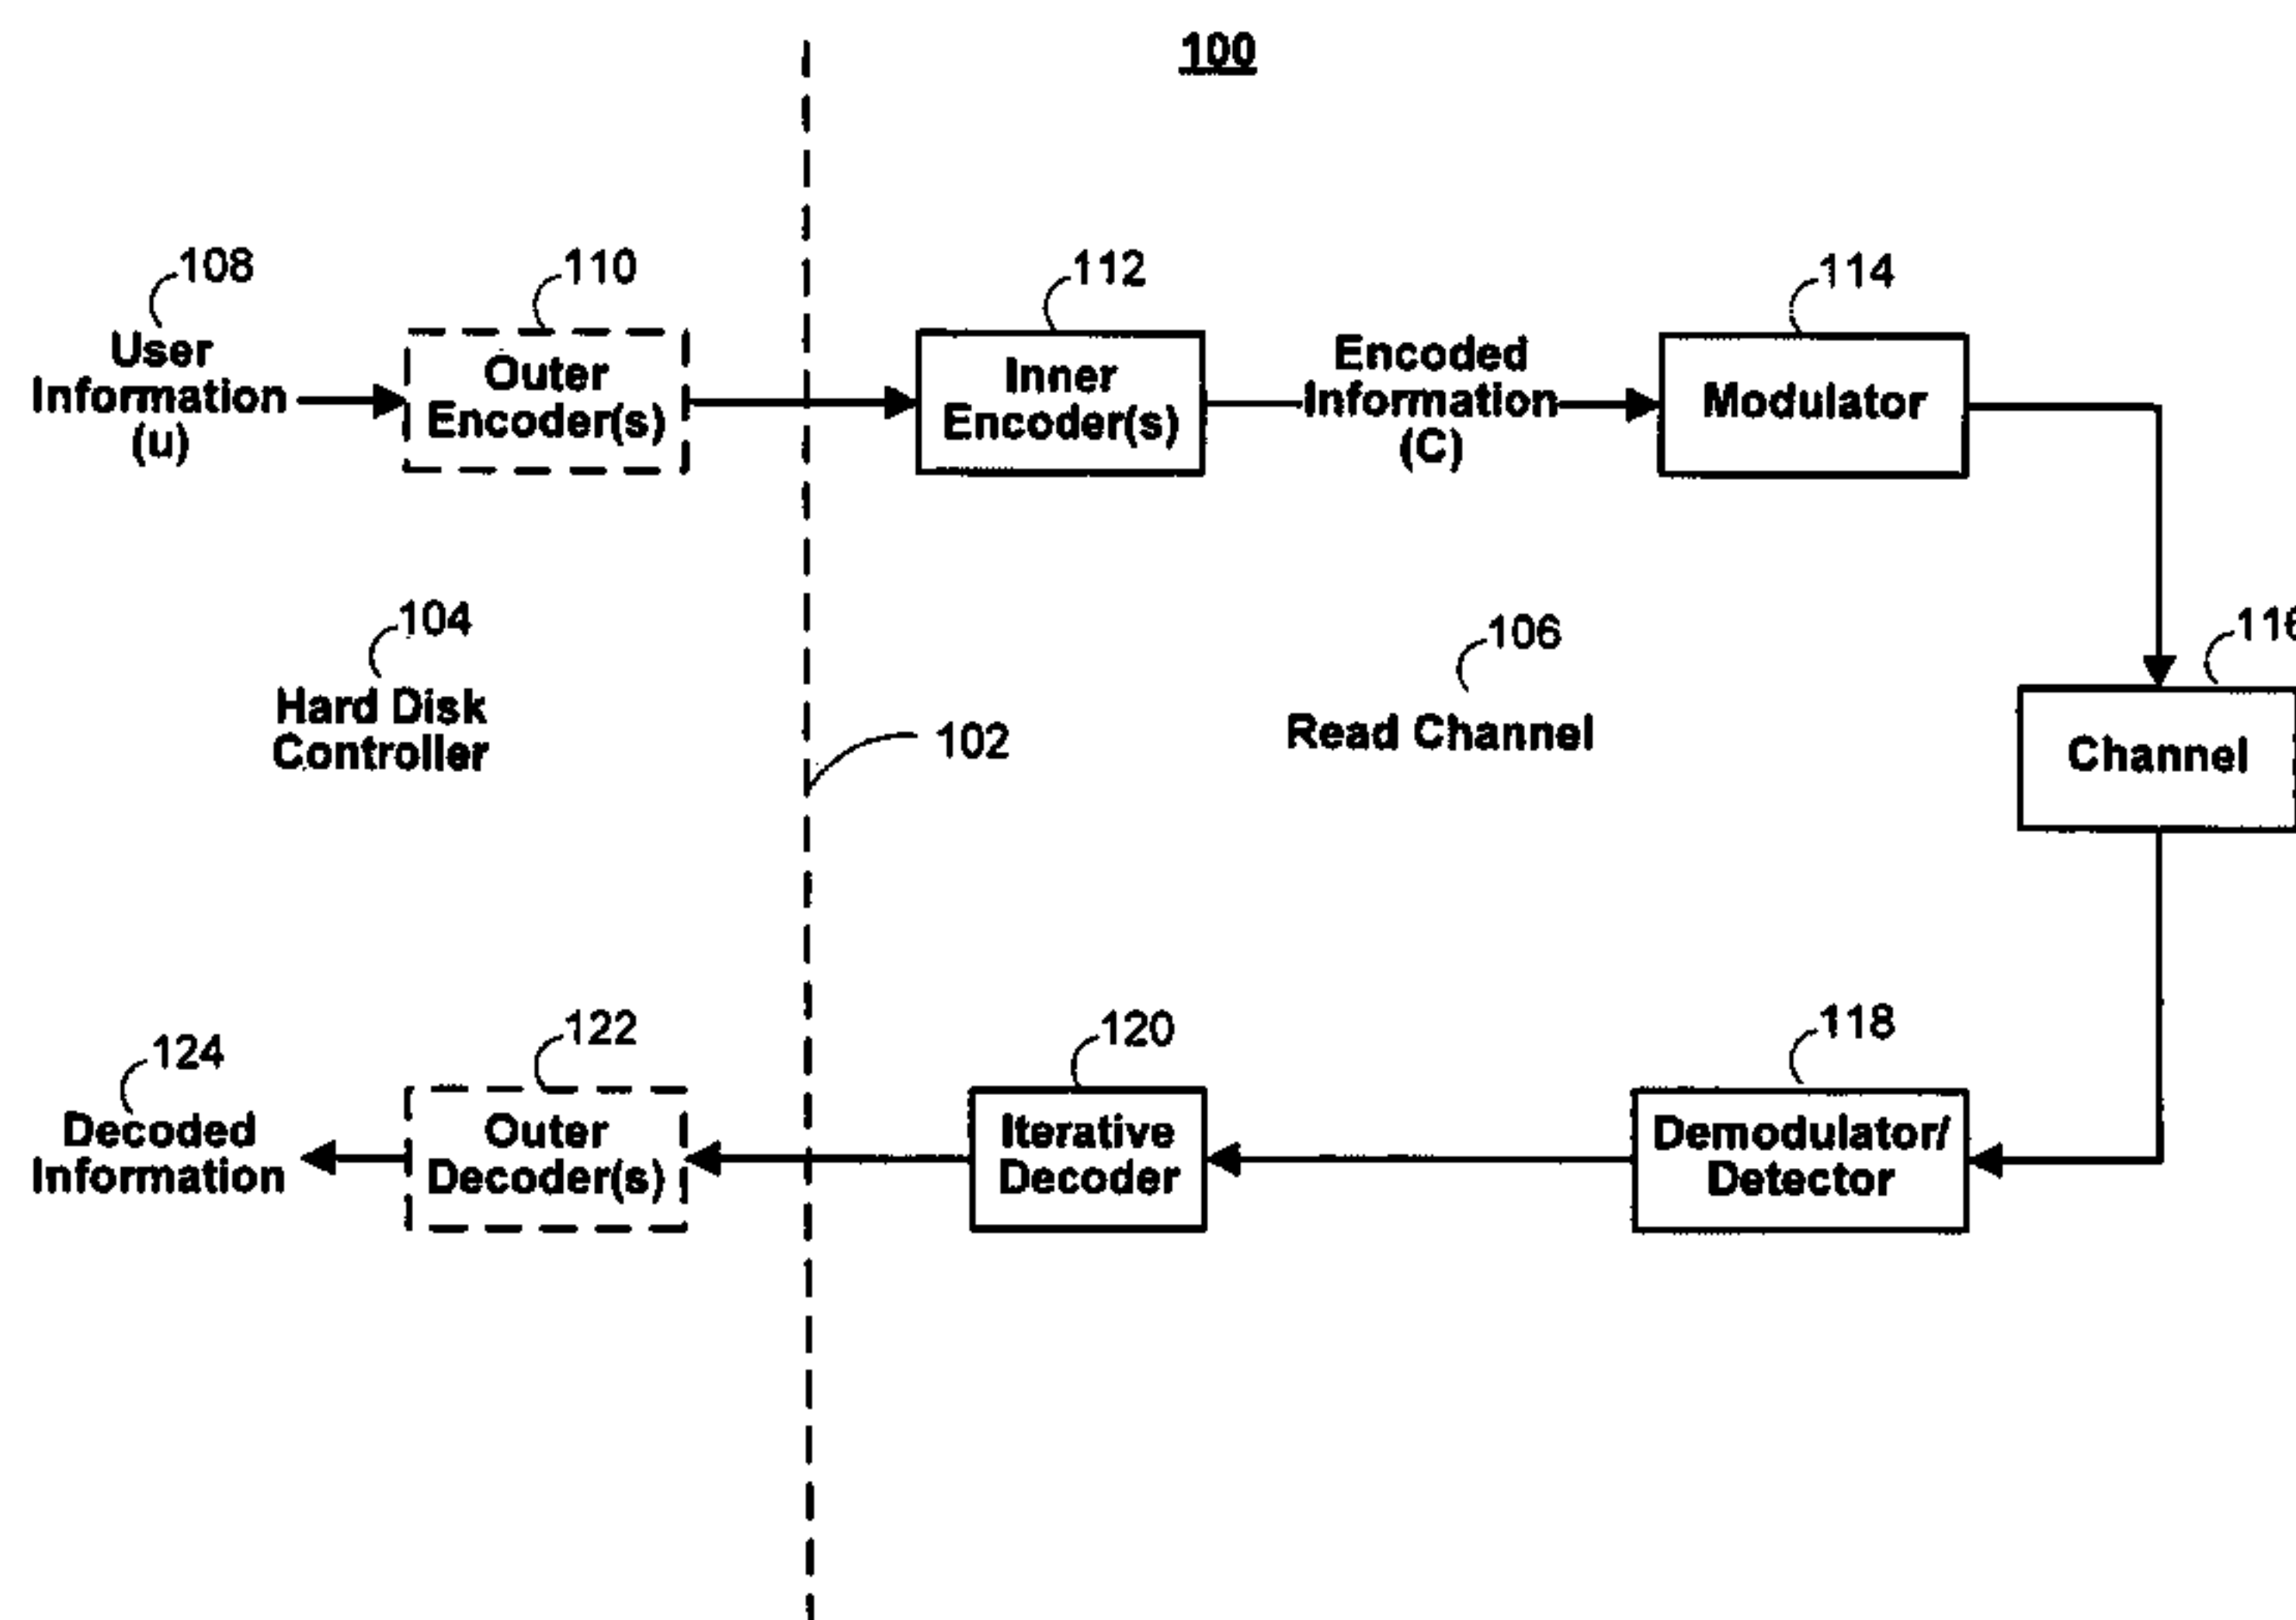 100
108
User
Information
(u)
110
Outer
Encoder(s)
112
Inner
Encoder(s)
Encoded
Information
(C)
114
Modulator
104
Hard Disk
Controller
102
106
Read Channel
116
Channel
124
Decoded
Information
122
Outer
Decoder(s)
120
Iterative
Decoder
118
Demodulator/
Detector